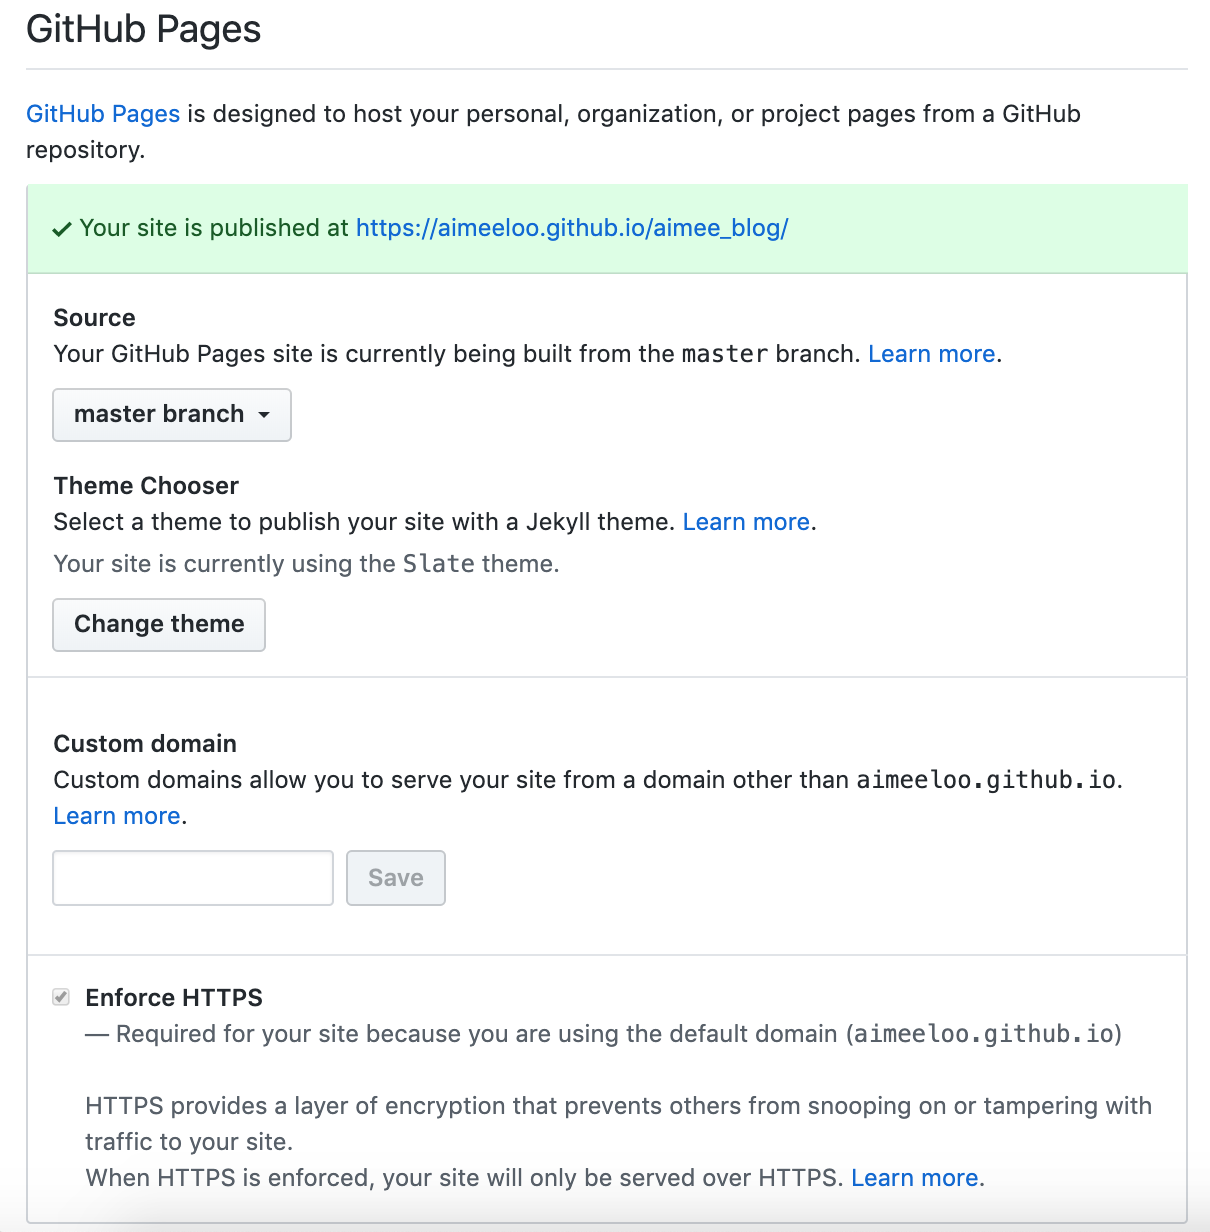 GitHub Pages
GitHub Pages is designed to host your personal, organization, or project pages from a GitHub
repository.
✓ Your site is published at https://aimeeloo.github.io/aimee_blog/
Source
Your GitHub Pages site is currently being built from the master branch. Learn more.
master branch
Theme Chooser
Select a theme to publish your site with a Jekyll theme. Learn more.
Your site is currently using the Slate theme.
Change theme
Custom domain
Custom domains allow you to serve your site from a domain other than aimeeloo.github.io.
Learn more.
Save
Enforce HTTPS
— Required for your site because you are using the default domain (aimeeloo.github.io)
HTTPS provides a layer of encryption that prevents others from snooping on or tampering with
traffic to your site.
When HTTPS is enforced, your site will only be served over HTTPS. Learn more.